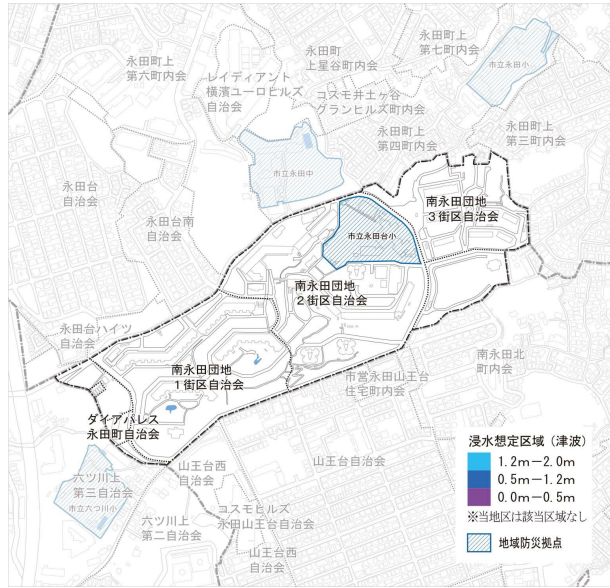 永田町上
第六町内会
永田町
上星谷町内会
永田町上
第七町内会
市立永田小
レイディアント
横濱ユーロヒルズ
自治会
コスモ井土ヶ谷
グランヒルズ町内会
永田町上
第四町内会
永田町上
第三町内会
市立永田中
永田台
自治会
永田台南
自治会
南永田団地
3街区自治会
市立永田台小
南永田団地
2街区自治会
永田台ハイツ
自治会
南永田団地
1街区自治会
市営永田山王台
住宅町内会
南永田北
町内会
ダイアパレス
永田町自治会
六ツ川上
第三自治会
市立六つ川小
山王台西
自治会
山王台自治会
六ツ川上
第二自治会
コスモヒルズ
永田山王台自治会
山王台西
自治会
浸水想定区域（津波）
1.2m－2.0m
0.5m－1.2m
0.0m－0.5m
※当地区は該当区域なし
地域防災拠点